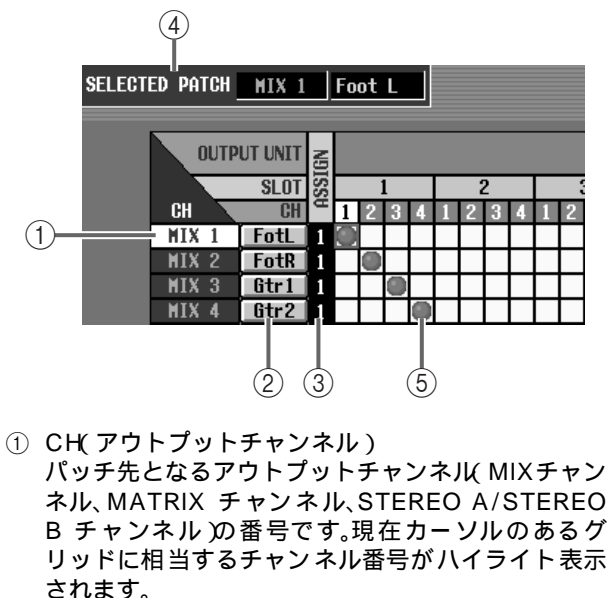 ④
SELECTED PATCH MIX 1 Foot L
OUTPUT UNIT
ASSIGN
SLOT 1 2 3
CH CH 1 2 3 4 1 2 3 4 1 2
① MIX 1 FotL 1
MIX 2 FotR 1
MIX 3 Gtr1 1
MIX 4 Gtr2 1
② ③ ⑤
① CH(アウトプットチャンネル)
パッチ先となるアウトプットチャンネル(MIXチャン
ネル、MATRIX チャンネル、STEREO A/STEREO
B チャンネル)の番号です。現在カーソルのあるグ
リッドに相当するチャンネル番号がハイライト表示
されます。